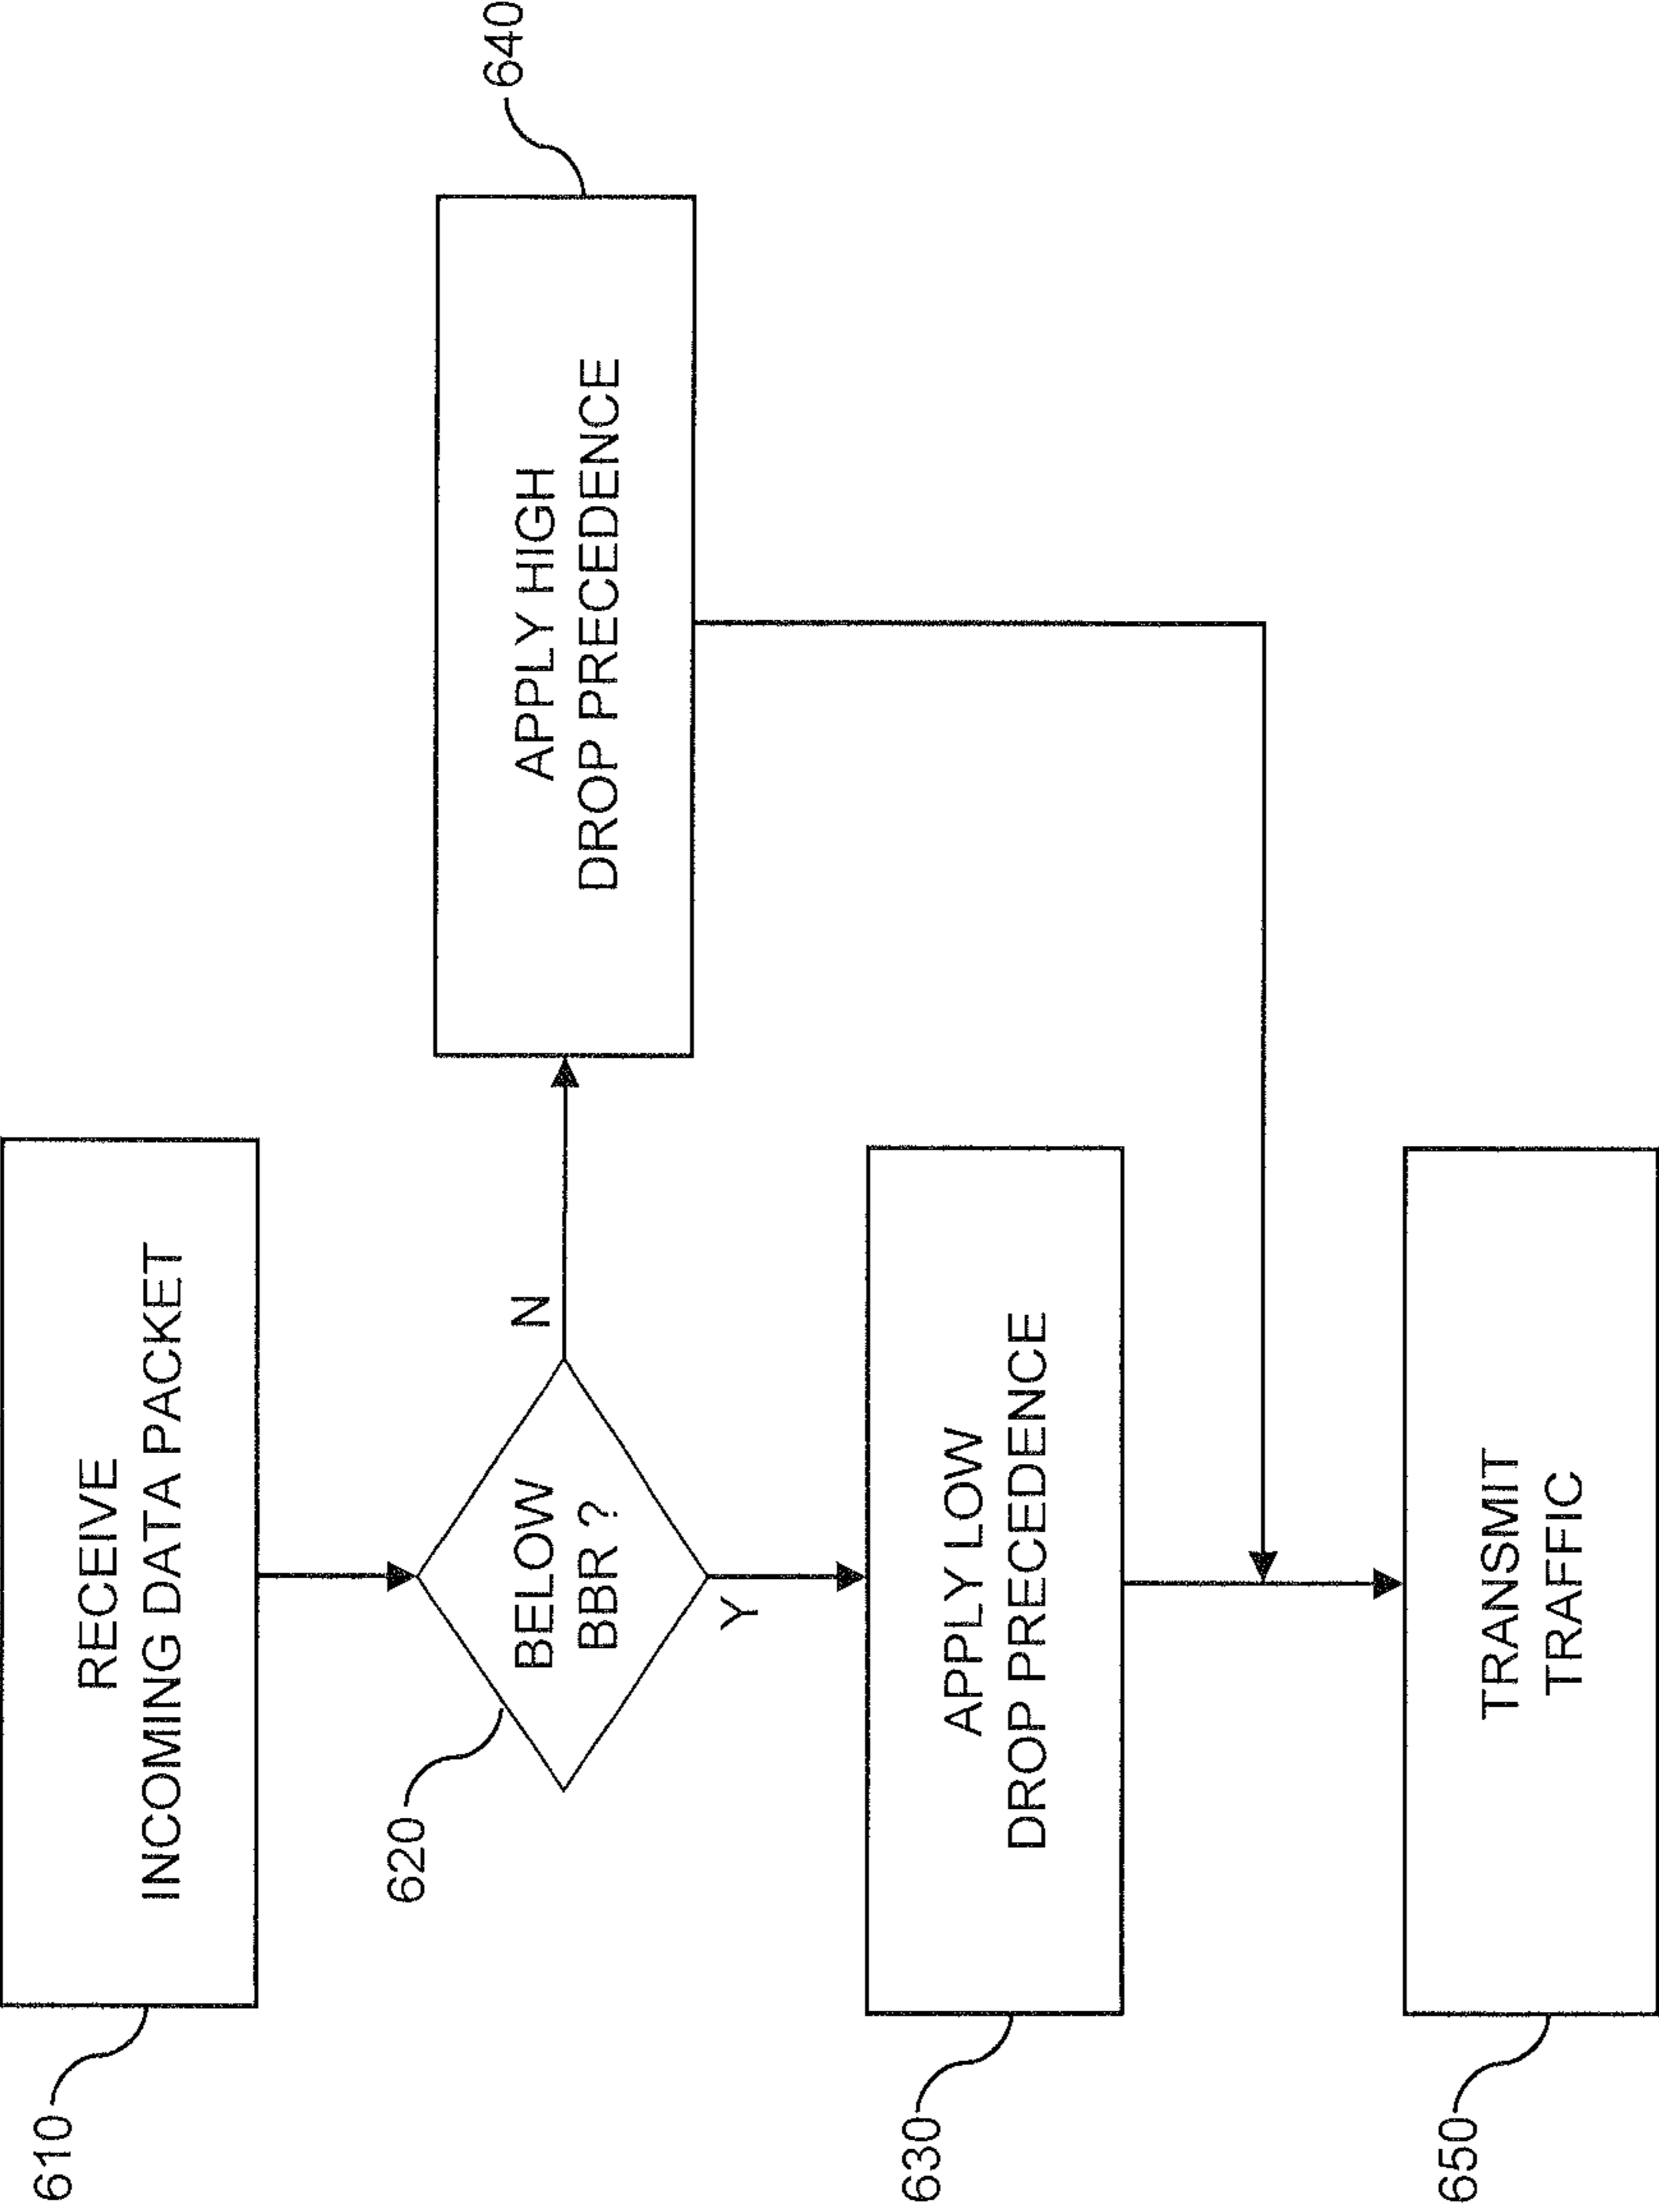 610
RECEIVE
INCOMING DATA PACKET
620
BELOW
BBR ?
N
640
APPLY HIGH
DROP PRECEDENCE
Y
630
APPLY LOW
DROP PRECEDENCE
650
TRANSMIT
TRAFFIC